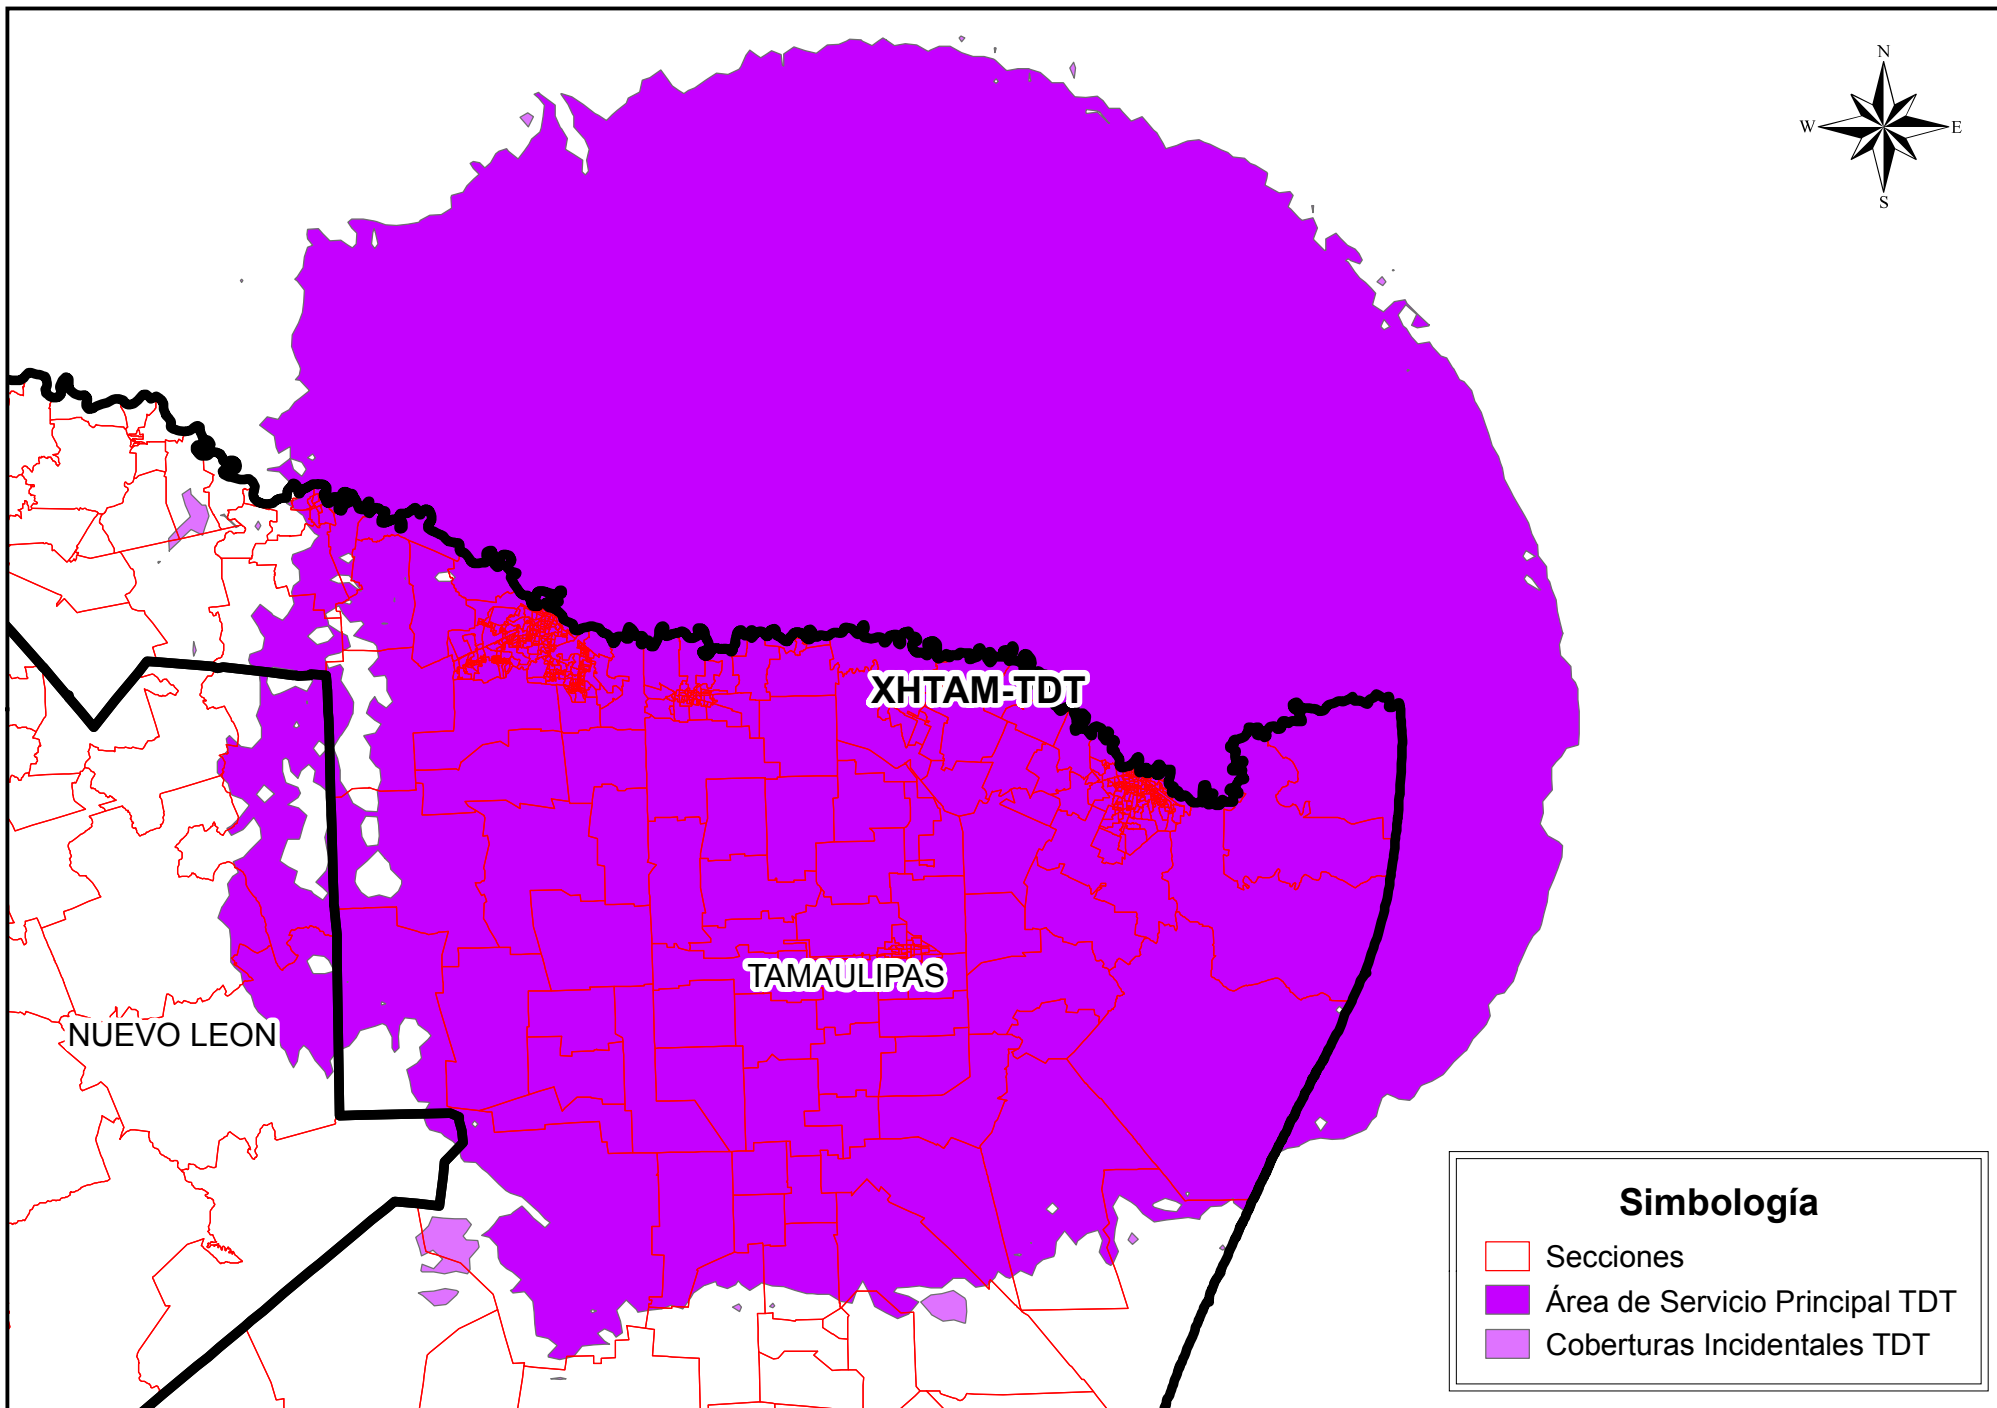 N
W E
S
XHTAM-TDT
TAMAULIPAS
NUEVO LEON
Simbología
Secciones
Área de Servicio Principal TDT
Coberturas Incidentales TDT